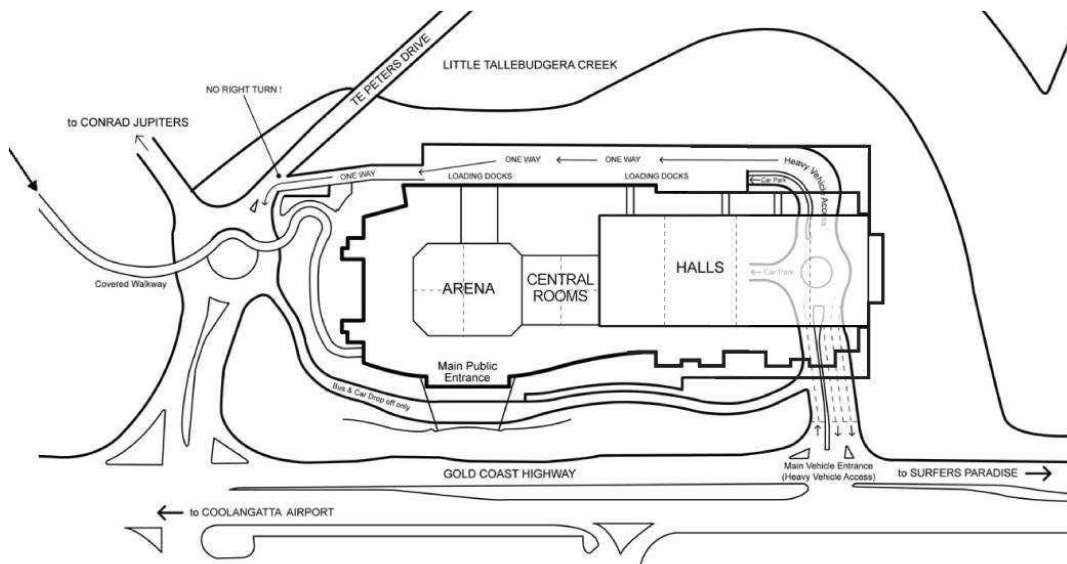 LITTLE TALLEBUDGERA CREEK
TE PETERS DRIVE
NO RIGHT TURN !
to CONRAD JUPITERS
ONE WAY
ONE WAY
ONE WAY
Heavy Vehicle Access
LOADING DOCKS
LOADING DOCKS
Car Park
Covered Walkway
ARENA
CENTRAL
ROOMS
HALLS
Car Park
Main Public
Entrance
Bus & Car Drop off only
GOLD COAST HIGHWAY
Main Vehicle Entrance
(Heavy Vehicle Access)
to SURFERS PARADISE
to COOLANGATTA AIRPORT